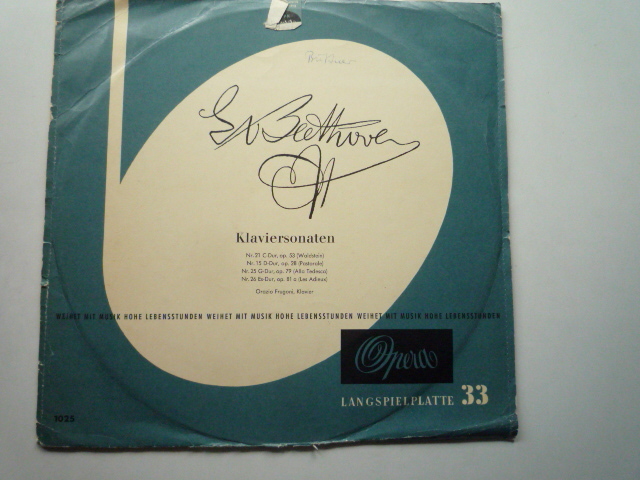 L v Beethoven
Klaviersonaten
Nr. 21 C-Dur, op. 53 (Waldstein)
Nr. 15 D-Dur, op. 28 (Pastorale)
Nr. 25 G-Dur, op. 79 (Alla Tedesca)
Nr. 26 Es-Dur, op. 81 a (Les Adieux)
Orazio Frugoni, Klavier
WEIHET MIT MUSIK HOHE LEBENSSTUNDEN WEIHET MIT MUSIK HOHE LEBENSSTUNDEN WEIHET MIT MUSIK HOHE LEBENSSTUNDEN
Opera
LANGSPIELPLATTE 33
1025